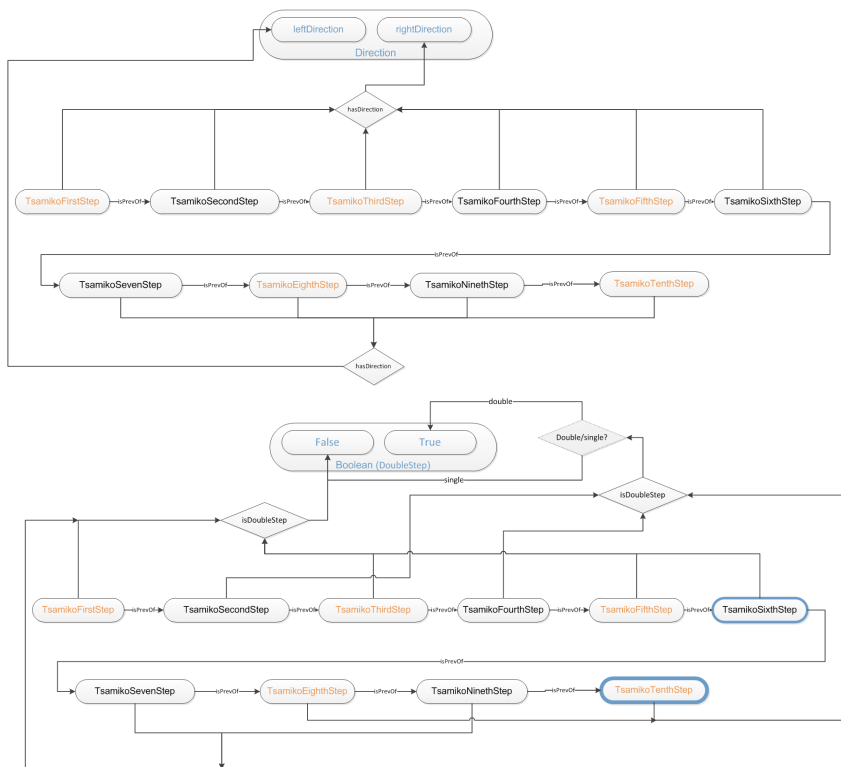 leftDirection rightDirection
Direction
hasDirection
TsamikoFirstStep isPrevOf TsamikoSecondStep isPrevOf TsamikoThirdStep isPrevOf TsamikoFourthStep isPrevOf TsamikoFifthStep isPrevOf TsamikoSixthStep
isPrevOf
TsamikoSevenStep isPrevOf TsamikoEighthStep isPrevOf TsamikoNinethStep isPrevOf TsamikoTenthStep
hasDirection
double
False True Double/single?
Boolean (DoubleStep)
single
isDoubleStep
isDoubleStep
TsamikoFirstStep isPrevOf TsamikoSecondStep isPrevOf TsamikoThirdStep isPrevOf TsamikoFourthStep isPrevOf TsamikoFifthStep isPrevOf TsamikoSixthStep
isPrevOf
TsamikoSevenStep isPrevOf TsamikoEighthStep isPrevOf TsamikoNinethStep isPrevOf TsamikoTenthStep